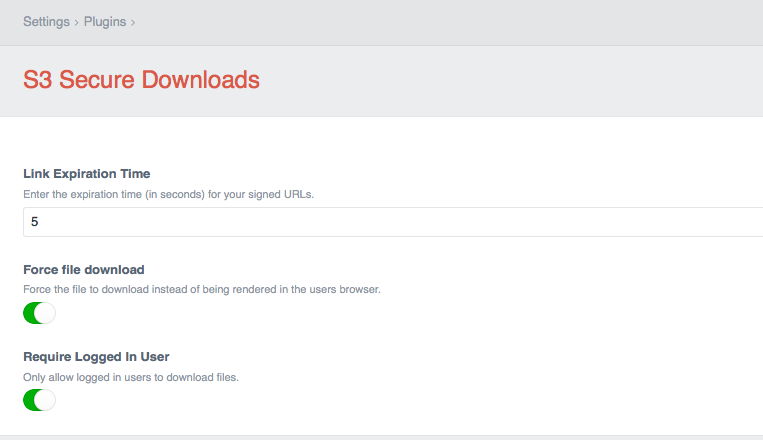 Settings › Plugins ›
S3 Secure Downloads
Link Expiration Time
Enter the expiration time (in seconds) for your signed URLs.
5
Force file download
Force the file to download instead of being rendered in the users browser.
Require Logged In User
Only allow logged in users to download files.